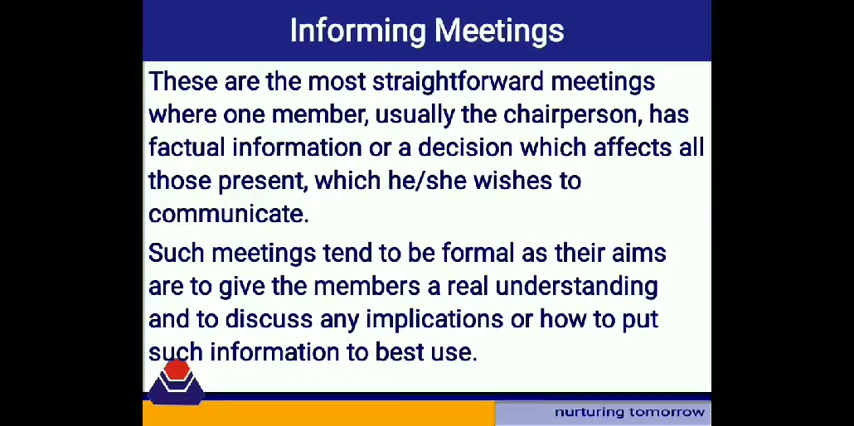 Informing Meetings
These are the most straightforward meetings
where one member, usually the chairperson, has
factual information or a decision which affects all
those present, which he/she wishes to
communicate.
Such meetings tend to be formal as their aims
are to give the members a real understanding
and to discuss any implications or how to put
such information to best use.
nurturing tomorrow